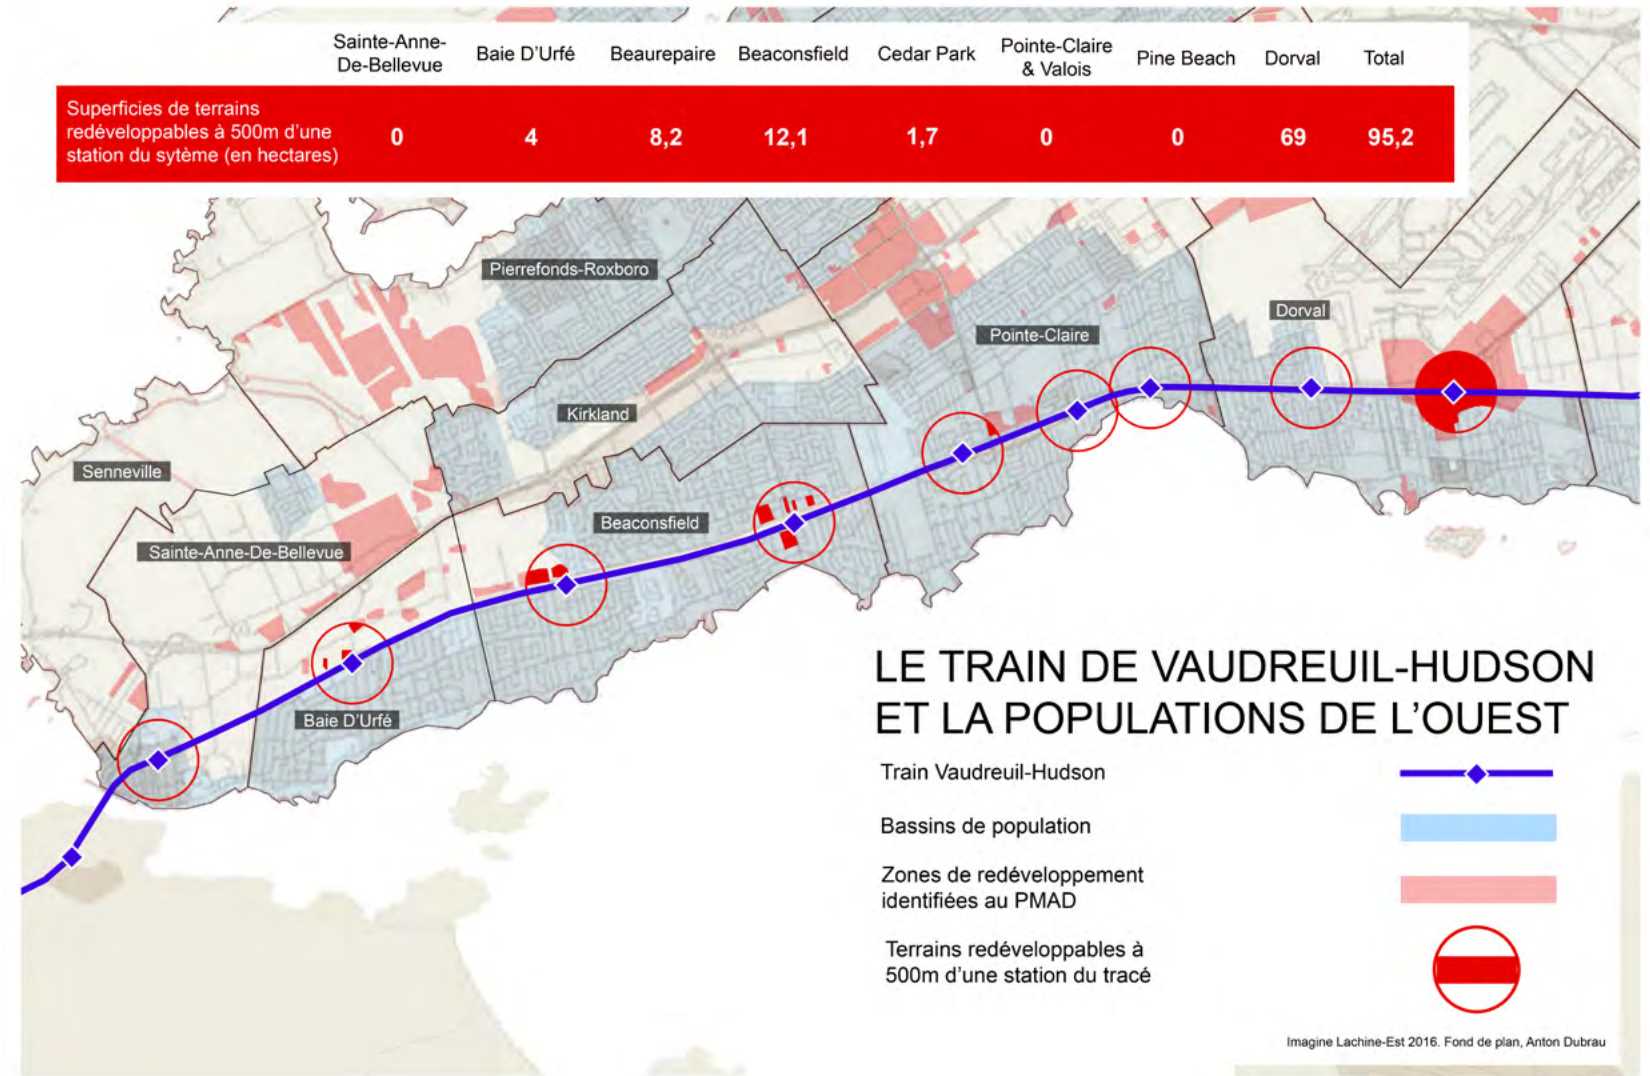 Sainte-Anne-
De-Bellevue
Baie D'Urfé
Beaurepaire
Beaconsfield
Cedar Park
Pointe-Claire
& Valois
Pine Beach
Dorval
Total
Superficies de terrains
redéveloppables à 500m d'une
station du sytème (en hectares)
0
4
8,2
12,1
1,7
0
0
69
95,2
Pierrefonds-Roxboro
Dorval
Pointe-Claire
Kirkland
Senneville
Beaconsfield
Sainte-Anne-De-Bellevue
Baie D'Urfé
LE TRAIN DE VAUDREUIL-HUDSON
ET LA POPULATIONS DE L'OUEST
Train Vaudreuil-Hudson
Bassins de population
Zones de redéveloppement
identifiées au PMAD
Terrains redéveloppables à
500m d'une station du tracé
Imagine Lachine-Est 2016. Fond de plan, Anton Dubrau